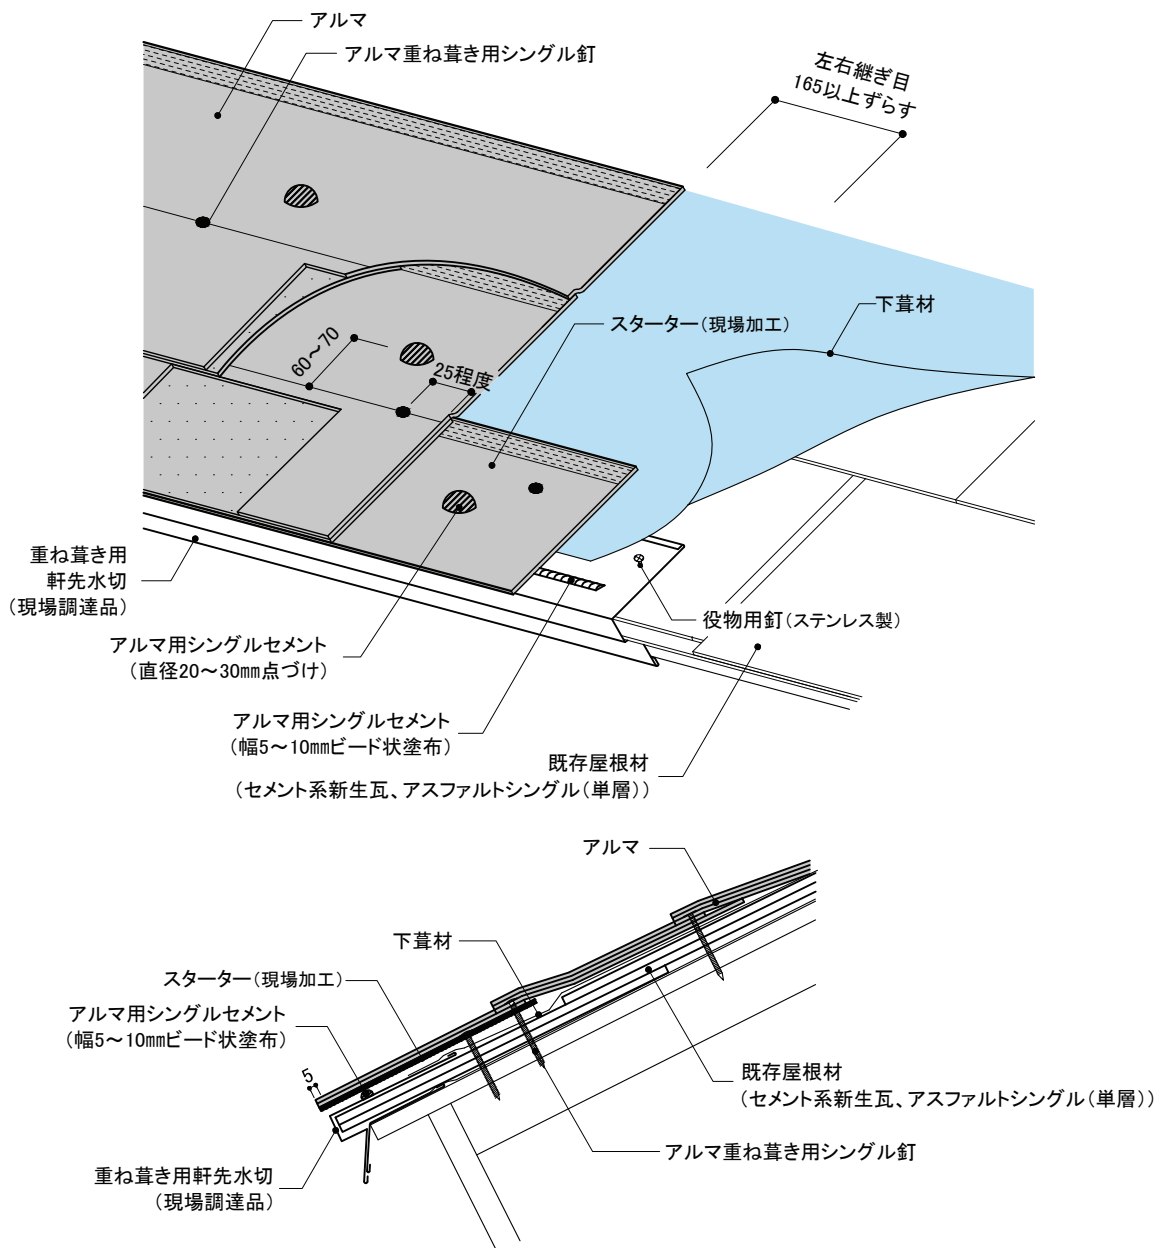 アルマ
アルマ重ね葺き用シングル釘
左右継ぎ目
165以上ずらす
下葺材
スターター（現場加工）
60～70
25程度
重ね葺き用
軒先水切
（現場調達品）
役物用釘（ステンレス製）
アルマ用シングルセメント
（直径20～30㎜点づけ）
アルマ用シングルセメント
（幅5～10㎜ビード状塗布）
既存屋根材
（セメント系新生瓦、アスファルトシングル（単層））
アルマ
下葺材
スターター（現場加工）
アルマ用シングルセメント
（幅5～10㎜ビード状塗布）
5
既存屋根材
（セメント系新生瓦、アスファルトシングル（単層））
アルマ重ね葺き用シングル釘
重ね葺き用軒先水切
（現場調達品）